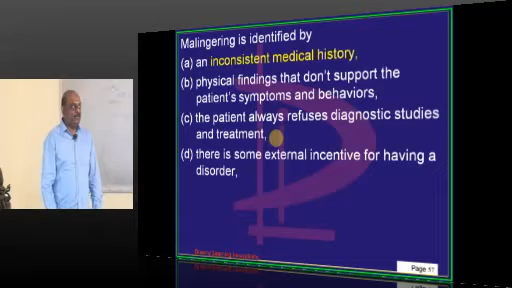 Malingering is identified by
(a) an inconsistent medical history,
(b) physical findings that don't support the
patient's symptoms and behaviors,
(c) the patient always refuses diagnostic studies
and treatment,
(d) there is some external incentive for having a
disorder,
Page 57